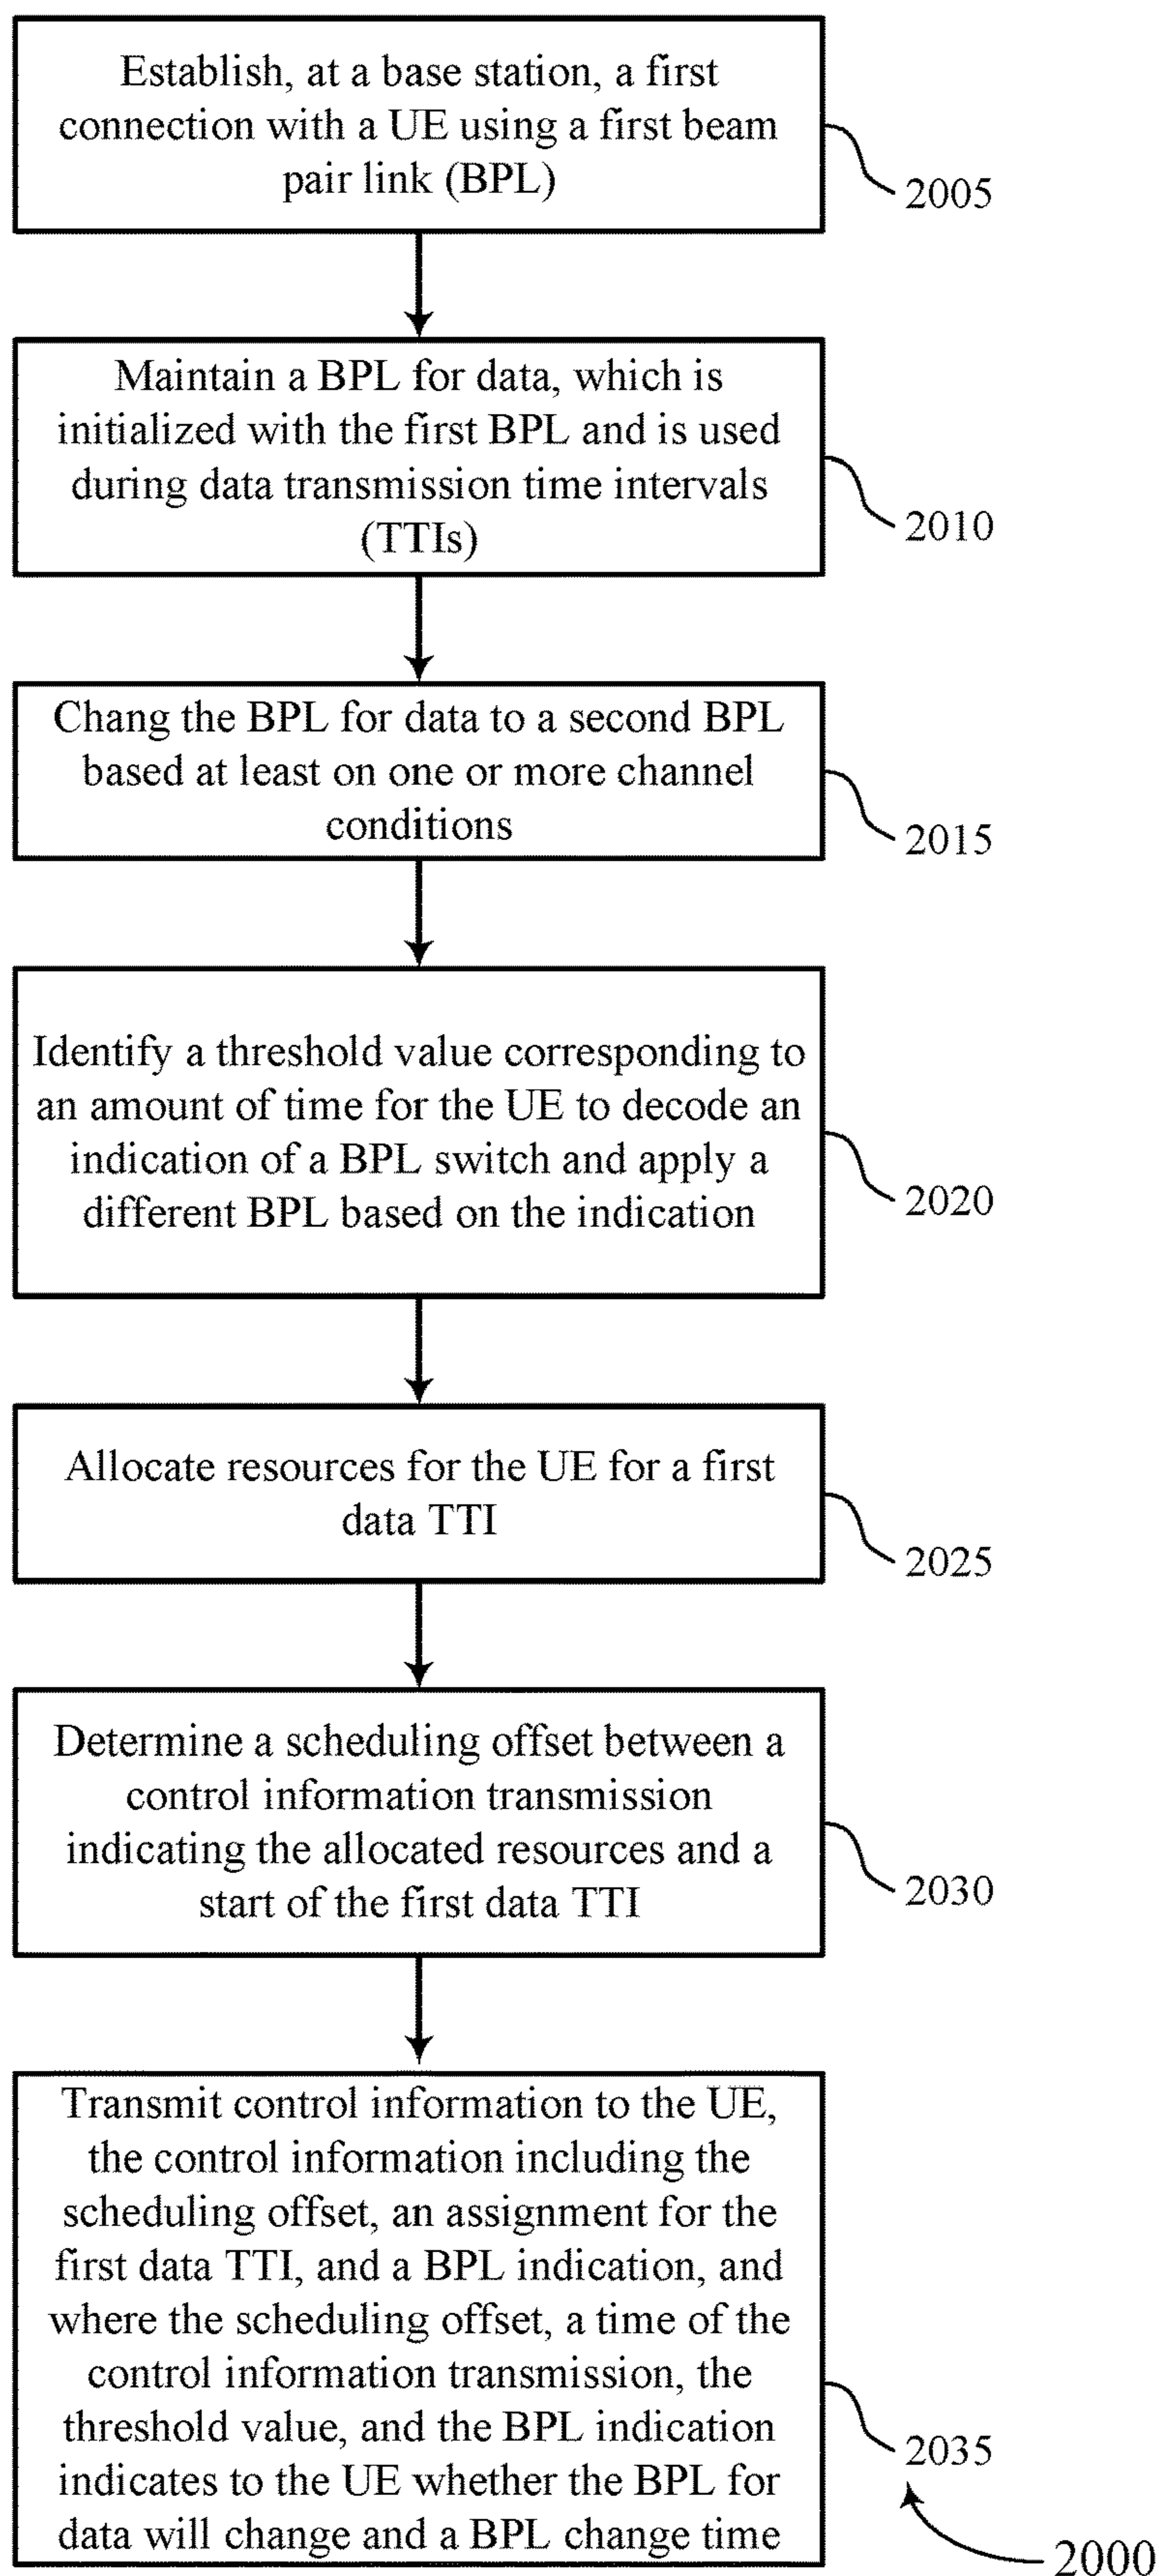 Establish, at a base station, a first
connection with a UE using a first beam
pair link (BPL)
2005
Maintain a BPL for data, which is
initialized with the first BPL and is used
during data transmission time intervals
(TTIs)
2010
Chang the BPL for data to a second BPL
based at least on one or more channel
conditions
2015
Identify a threshold value corresponding to
an amount of time for the UE to decode an
indication of a BPL switch and apply a
different BPL based on the indication
2020
Allocate resources for the UE for a first
data TTI
2025
Determine a scheduling offset between a
control information transmission
indicating the allocated resources and a
start of the first data TTI
2030
Transmit control information to the UE,
the control information including the
scheduling offset, an assignment for the
first data TTI, and a BPL indication, and
where the scheduling offset, a time of the
control information transmission, the
threshold value, and the BPL indication
indicates to the UE whether the BPL for
data will change and a BPL change time
2035
2000